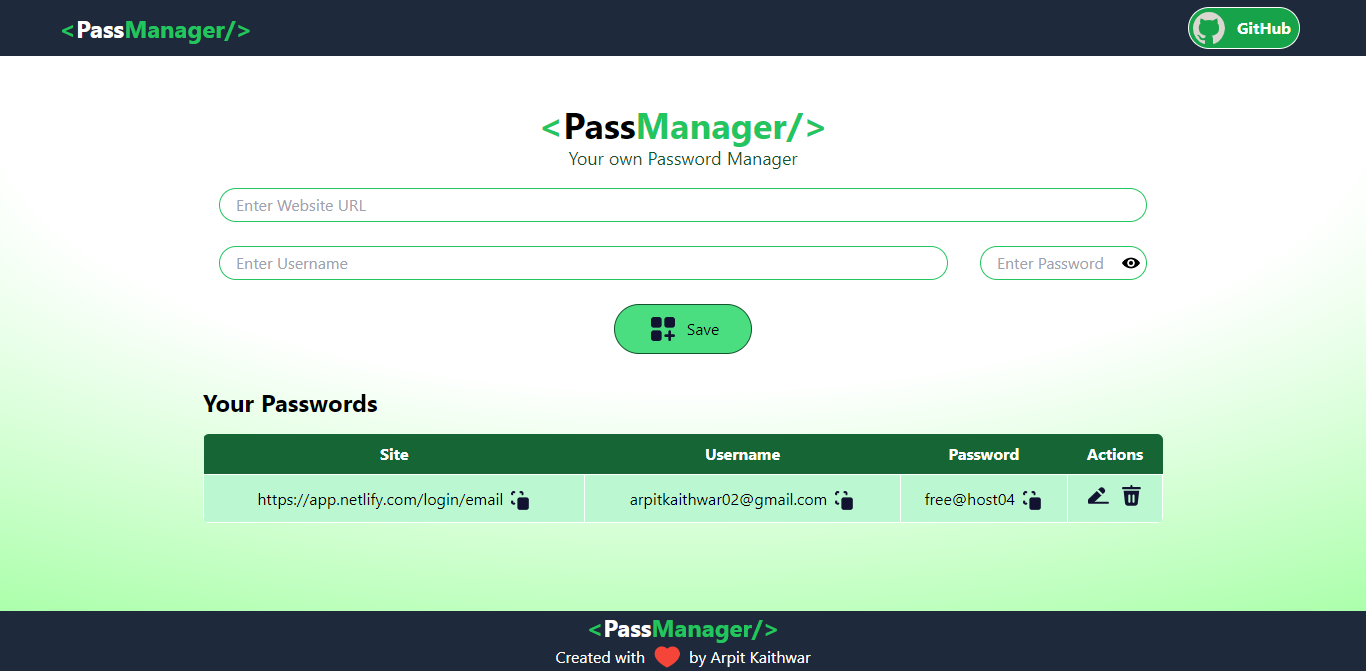 <PassManager/>
GitHub
<PassManager/>
Your own Password Manager
Enter Website URL
Enter Username
Enter Password
Save
Your Passwords
Site Username Password Actions
https://app.netlify.com/login/email arpitkaithwar02@gmail.com free@host04
<PassManager/>
Created with by Arpit Kaithwar